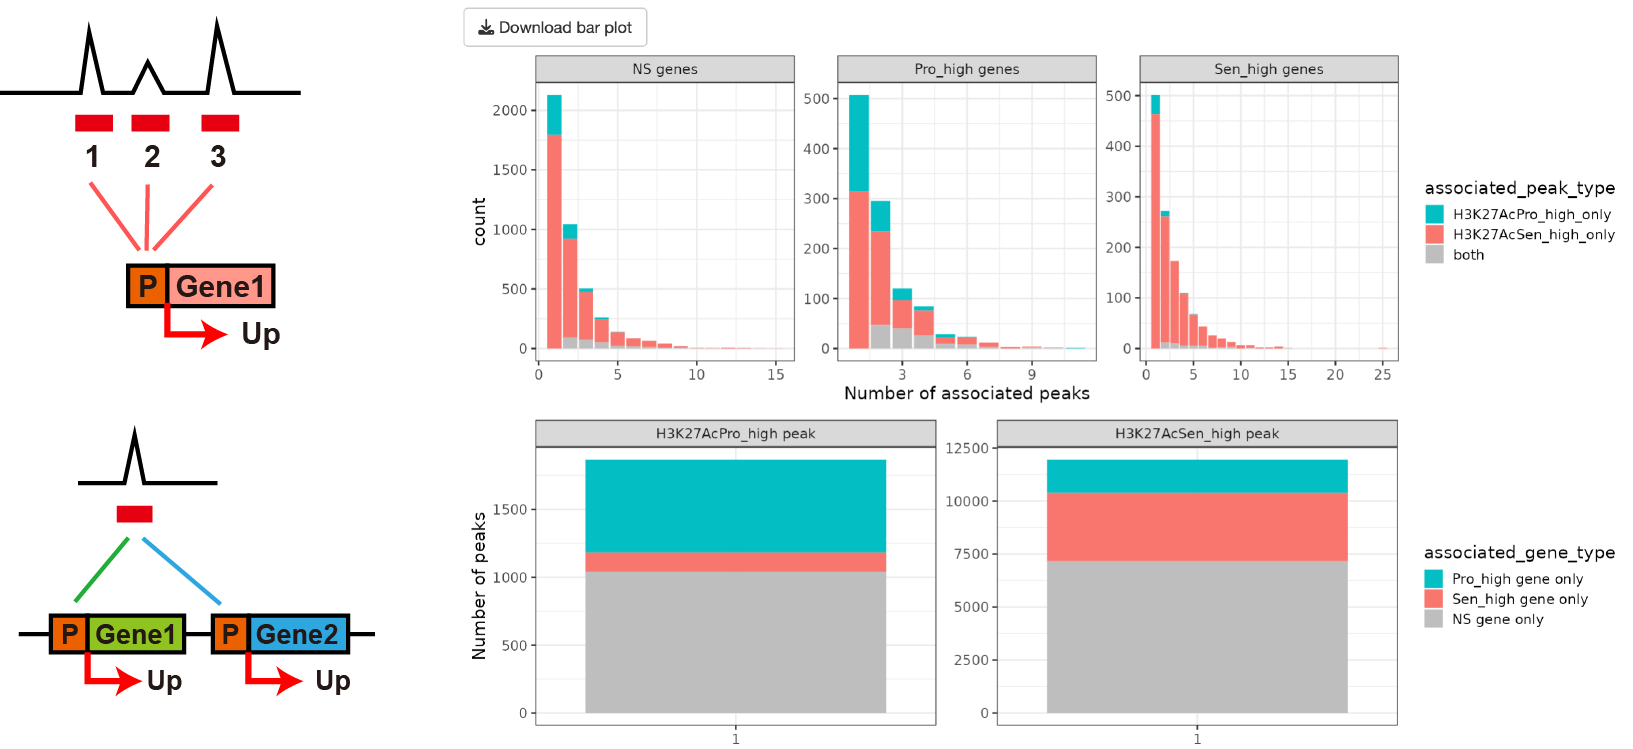 Download bar plot
1 2 3
P Gene1
Up
NS genes
Pro_high genes
Sen_high genes
count
2000
1500
1000
500
0
0 5 10 15
500
400
300
200
100
0
3 6 9
500
400
300
200
100
0
0 5 10 15 20 25
Number of associated peaks
associated_peak_type
H3K27AcPro_high_only
H3K27AcSen_high_only
both
P Gene1 P Gene2
Up Up
H3K27AcPro_high peak
H3K27AcSen_high peak
Number of peaks
1500
1000
500
0
1
12500
10000
7500
5000
2500
0
1
associated_gene_type
Pro_high gene only
Sen_high gene only
NS gene only